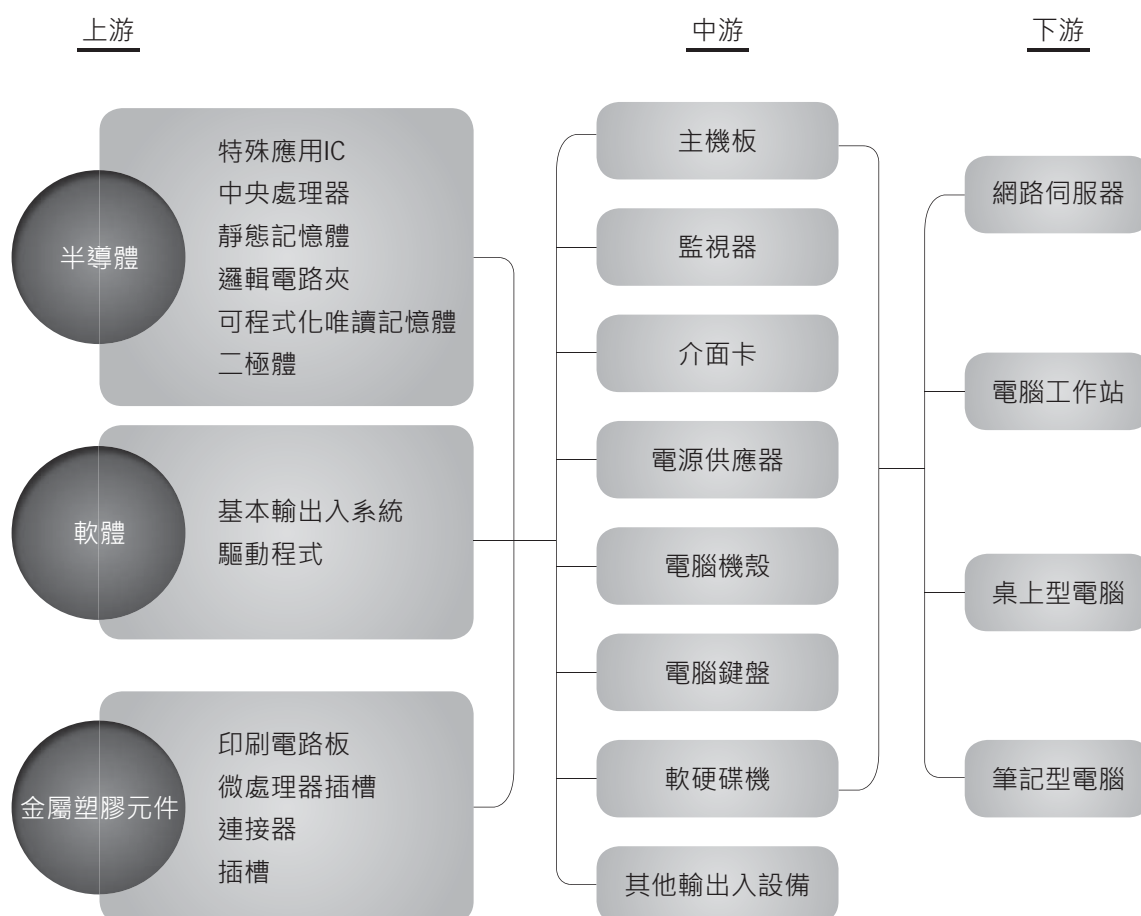 上游
中游
下游
半導體
特殊應用IC
中央處理器
靜態記憶體
邏輯電路夾
可程式化唯讀記憶體
二極體
軟體
基本輸出入系統
驅動程式
金屬塑膠元件
印刷電路板
微處理器插槽
連接器
插槽
主機板
監視器
介面卡
電源供應器
電腦機殼
電腦鍵盤
軟硬碟機
其他輸出入設備
網路伺服器
電腦工作站
桌上型電腦
筆記型電腦